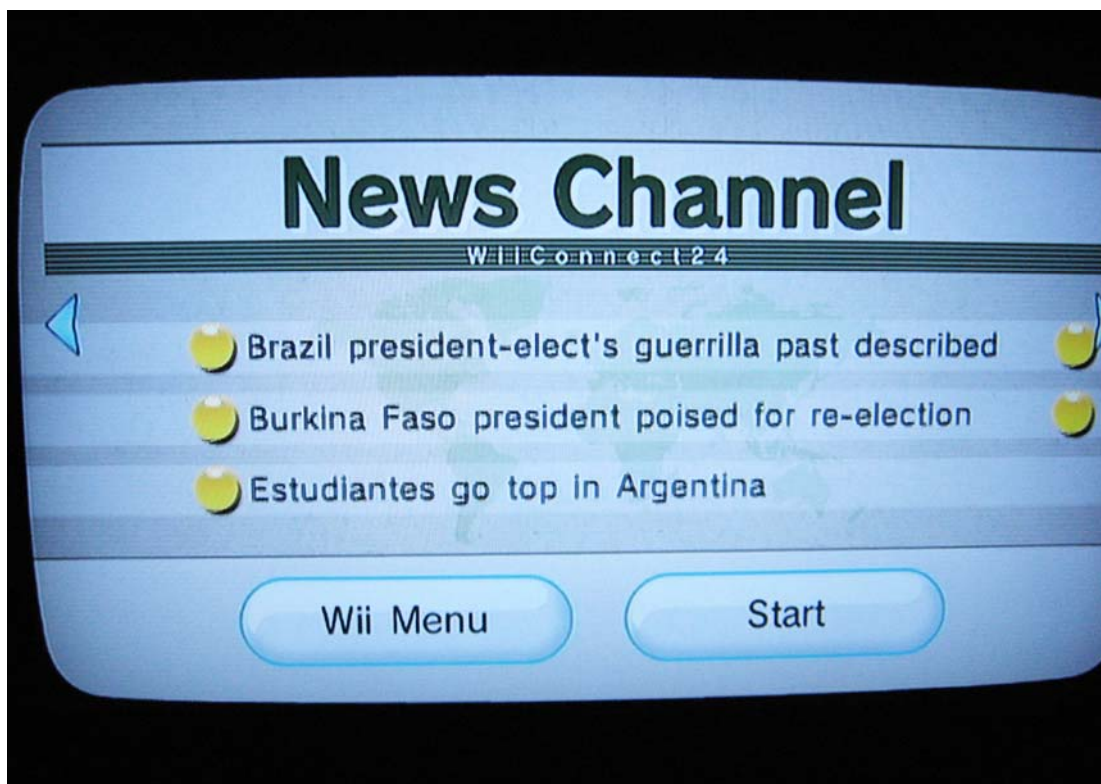 News Channel
WiiConnect24
Brazil president-elect's guerrilla past described
Burkina Faso president poised for re-election
Estudiantes go top in Argentina
Wii Menu
Start